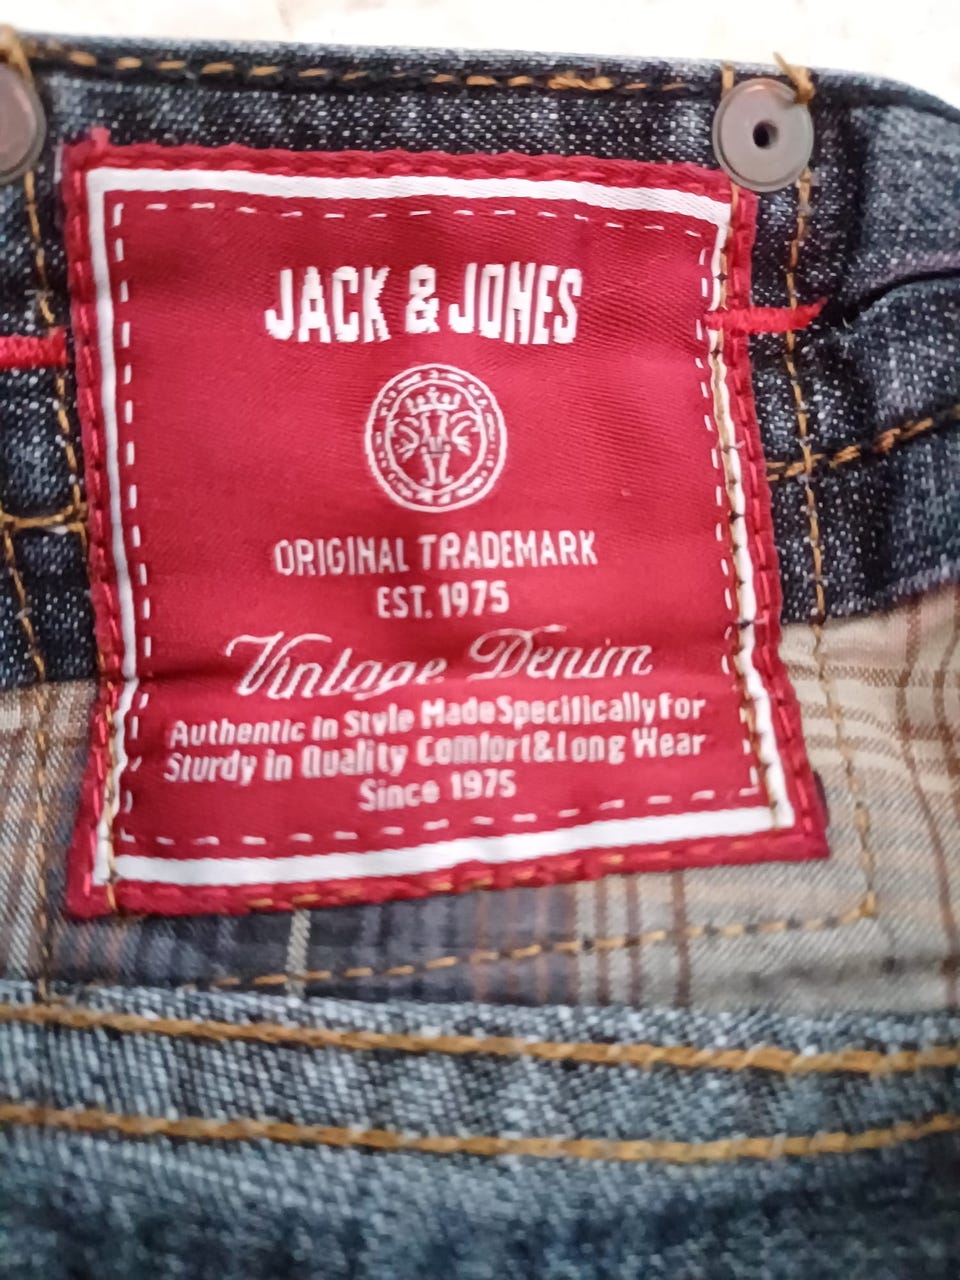 JACK & JONES
ORIGINAL TRADEMARK
EST. 1975
Vintage Denim
Authentic in Style Made Specifically for
Sturdy in Quality Comfort & Long Wear
Since 1975